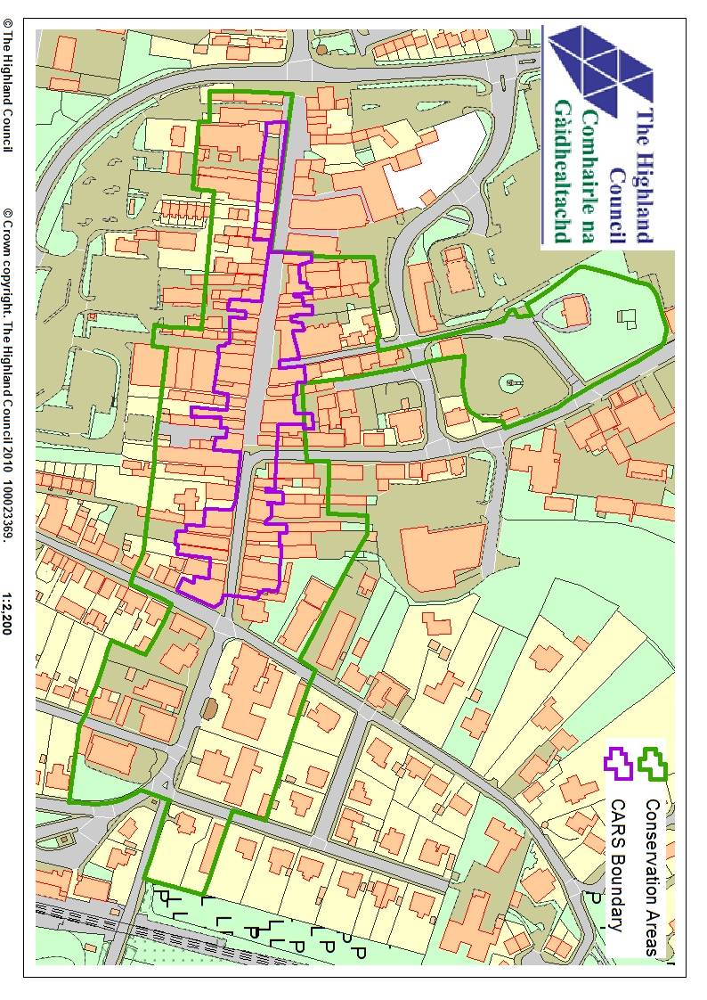 The Highland
Council
Comhairle na
Gàidhealtachd
Conservation Areas
CARS Boundary
P
P
L
L
L
P
L
L
P
L
P
P
© The Highland Council
© Crown copyright. The Highland Council 2010 100023369.
1:2,200